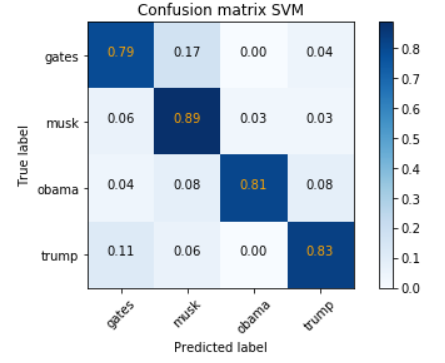 Confusion matrix SVM
True label
gates 0.79 0.17 0.00 0.04
musk 0.06 0.89 0.03 0.03
obama 0.04 0.08 0.81 0.08
trump 0.11 0.06 0.00 0.83
gates musk obama trump
Predicted label
0.8
0.7
0.6
0.5
0.4
0.3
0.2
0.1
0.0